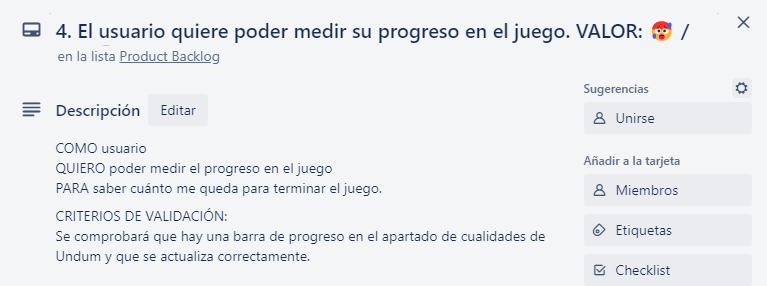 4. El usuario quiere poder medir su progreso en el juego. VALOR: 🥵 /
en la lista Product Backlog
Sugerencias
Descripción
Editar
Unirse
COMO usuario
QUIERO poder medir el progreso en el juego
PARA saber cuánto me queda para terminar el juego.
Añadir a la tarjeta
Miembros
CRITERIOS DE VALIDACIÓN:
Se comprobará que hay una barra de progreso en el apartado de cualidades de
Undum y que se actualiza correctamente.
Etiquetas
Checklist